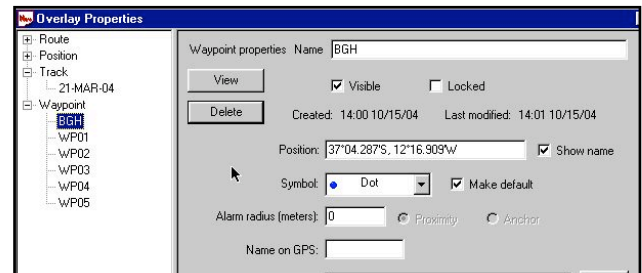 Overlay Properties
Route
Position
Track
21-MAR-04
Waypoint
BGH
WP01
WP02
WP03
WP04
WP05
Waypoint properties Name BGH
View Visible Locked
Delete Created: 14:00 10/15/04 Last modified: 14:01 10/15/04
Position: 37°04.287'S, 12°16.909'W Show name
Symbol: Dot Make default
Alarm radius (meters): 0 Proximity Anchor
Name on GPS: